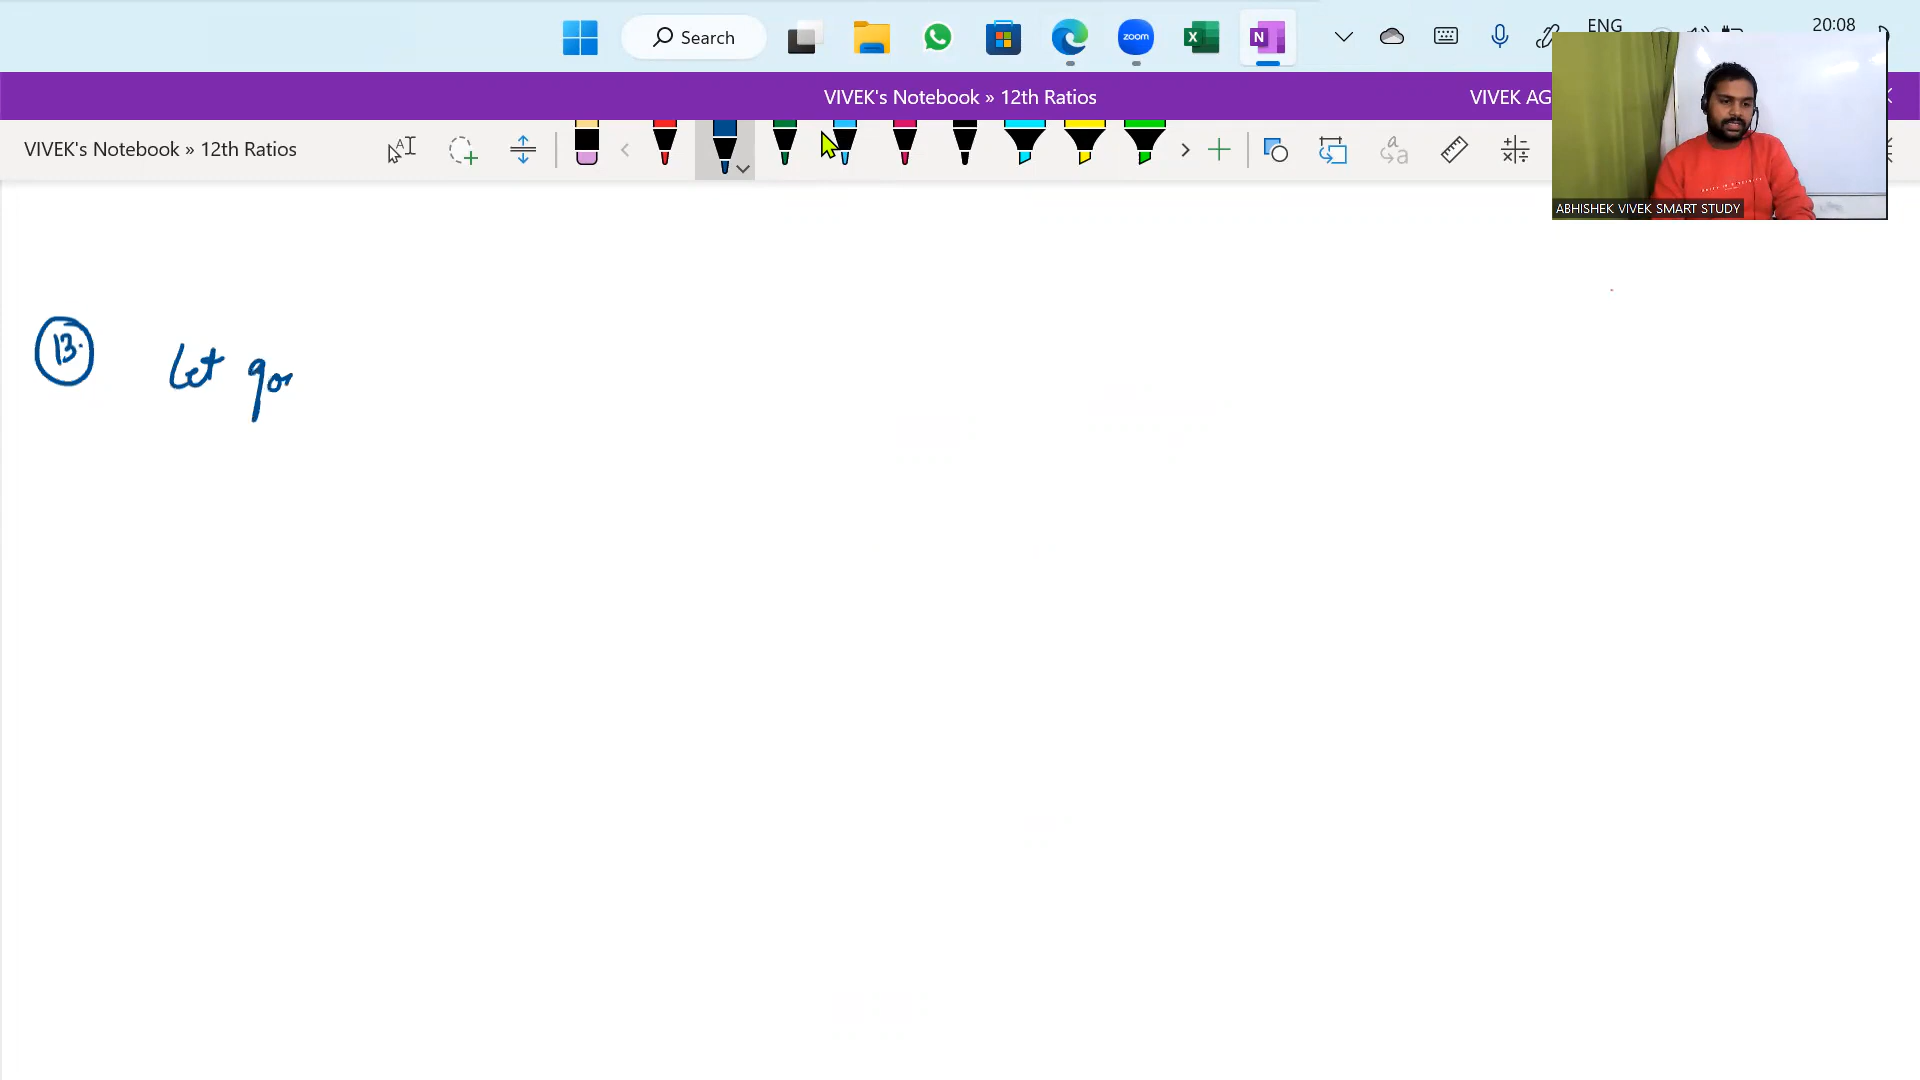 Search
zoom
X
N
ENG
20:08
VIVEK's Notebook » 12th Ratios
VIVEK AG
VIVEK's Notebook » 12th Ratios
ABHISHEK VIVEK SMART STUDY
13.
Let